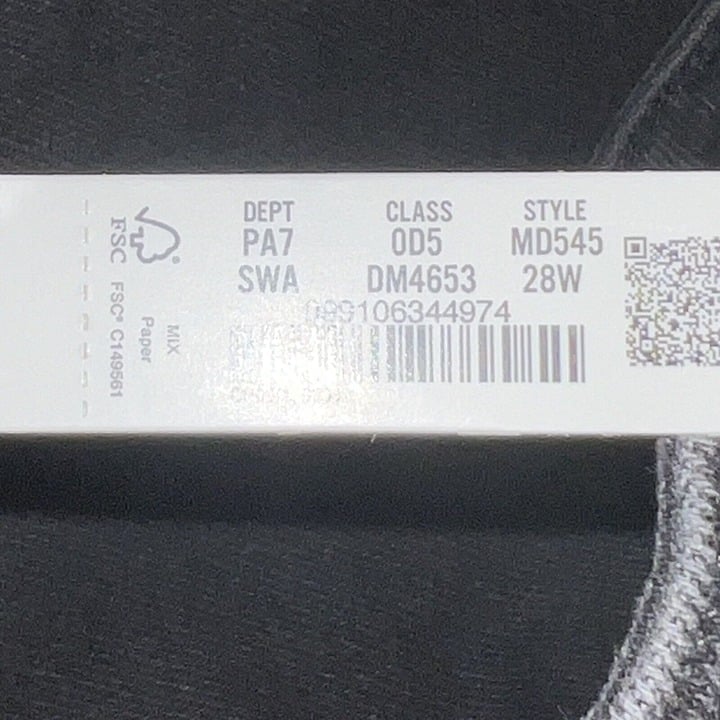 DEPT CLASS STYLE
PA7 0D5 MD545
SWA DM4653 28W
FSC®
FSC® C149561
Paper
MIX